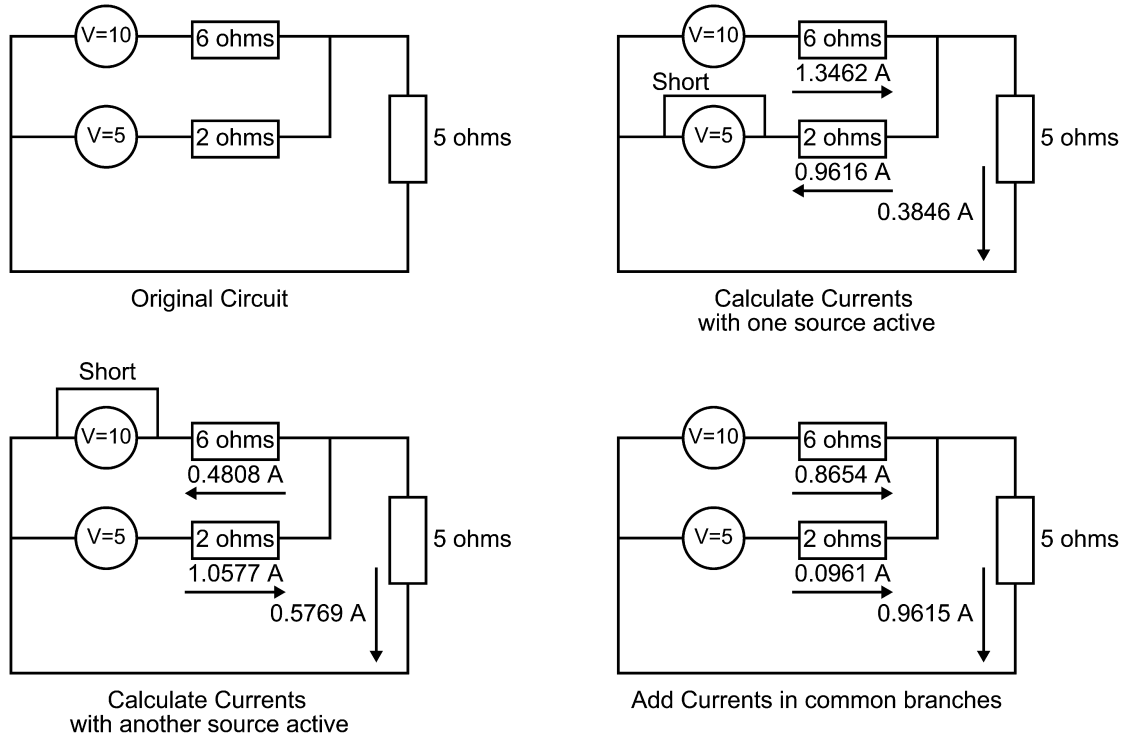 V=10
6 ohms
V=5
2 ohms
5 ohms
Original Circuit
V=10
6 ohms
1.3462 A
Short
V=5
2 ohms
5 ohms
0.9616 A
0.3846 A
Calculate Currents
with one source active
Short
V=10
6 ohms
0.4808 A
V=5
2 ohms
5 ohms
1.0577 A
0.5769 A
Calculate Currents
with another source active
V=10
6 ohms
0.8654 A
V=5
2 ohms
5 ohms
0.0961 A
0.9615 A
Add Currents in common branches